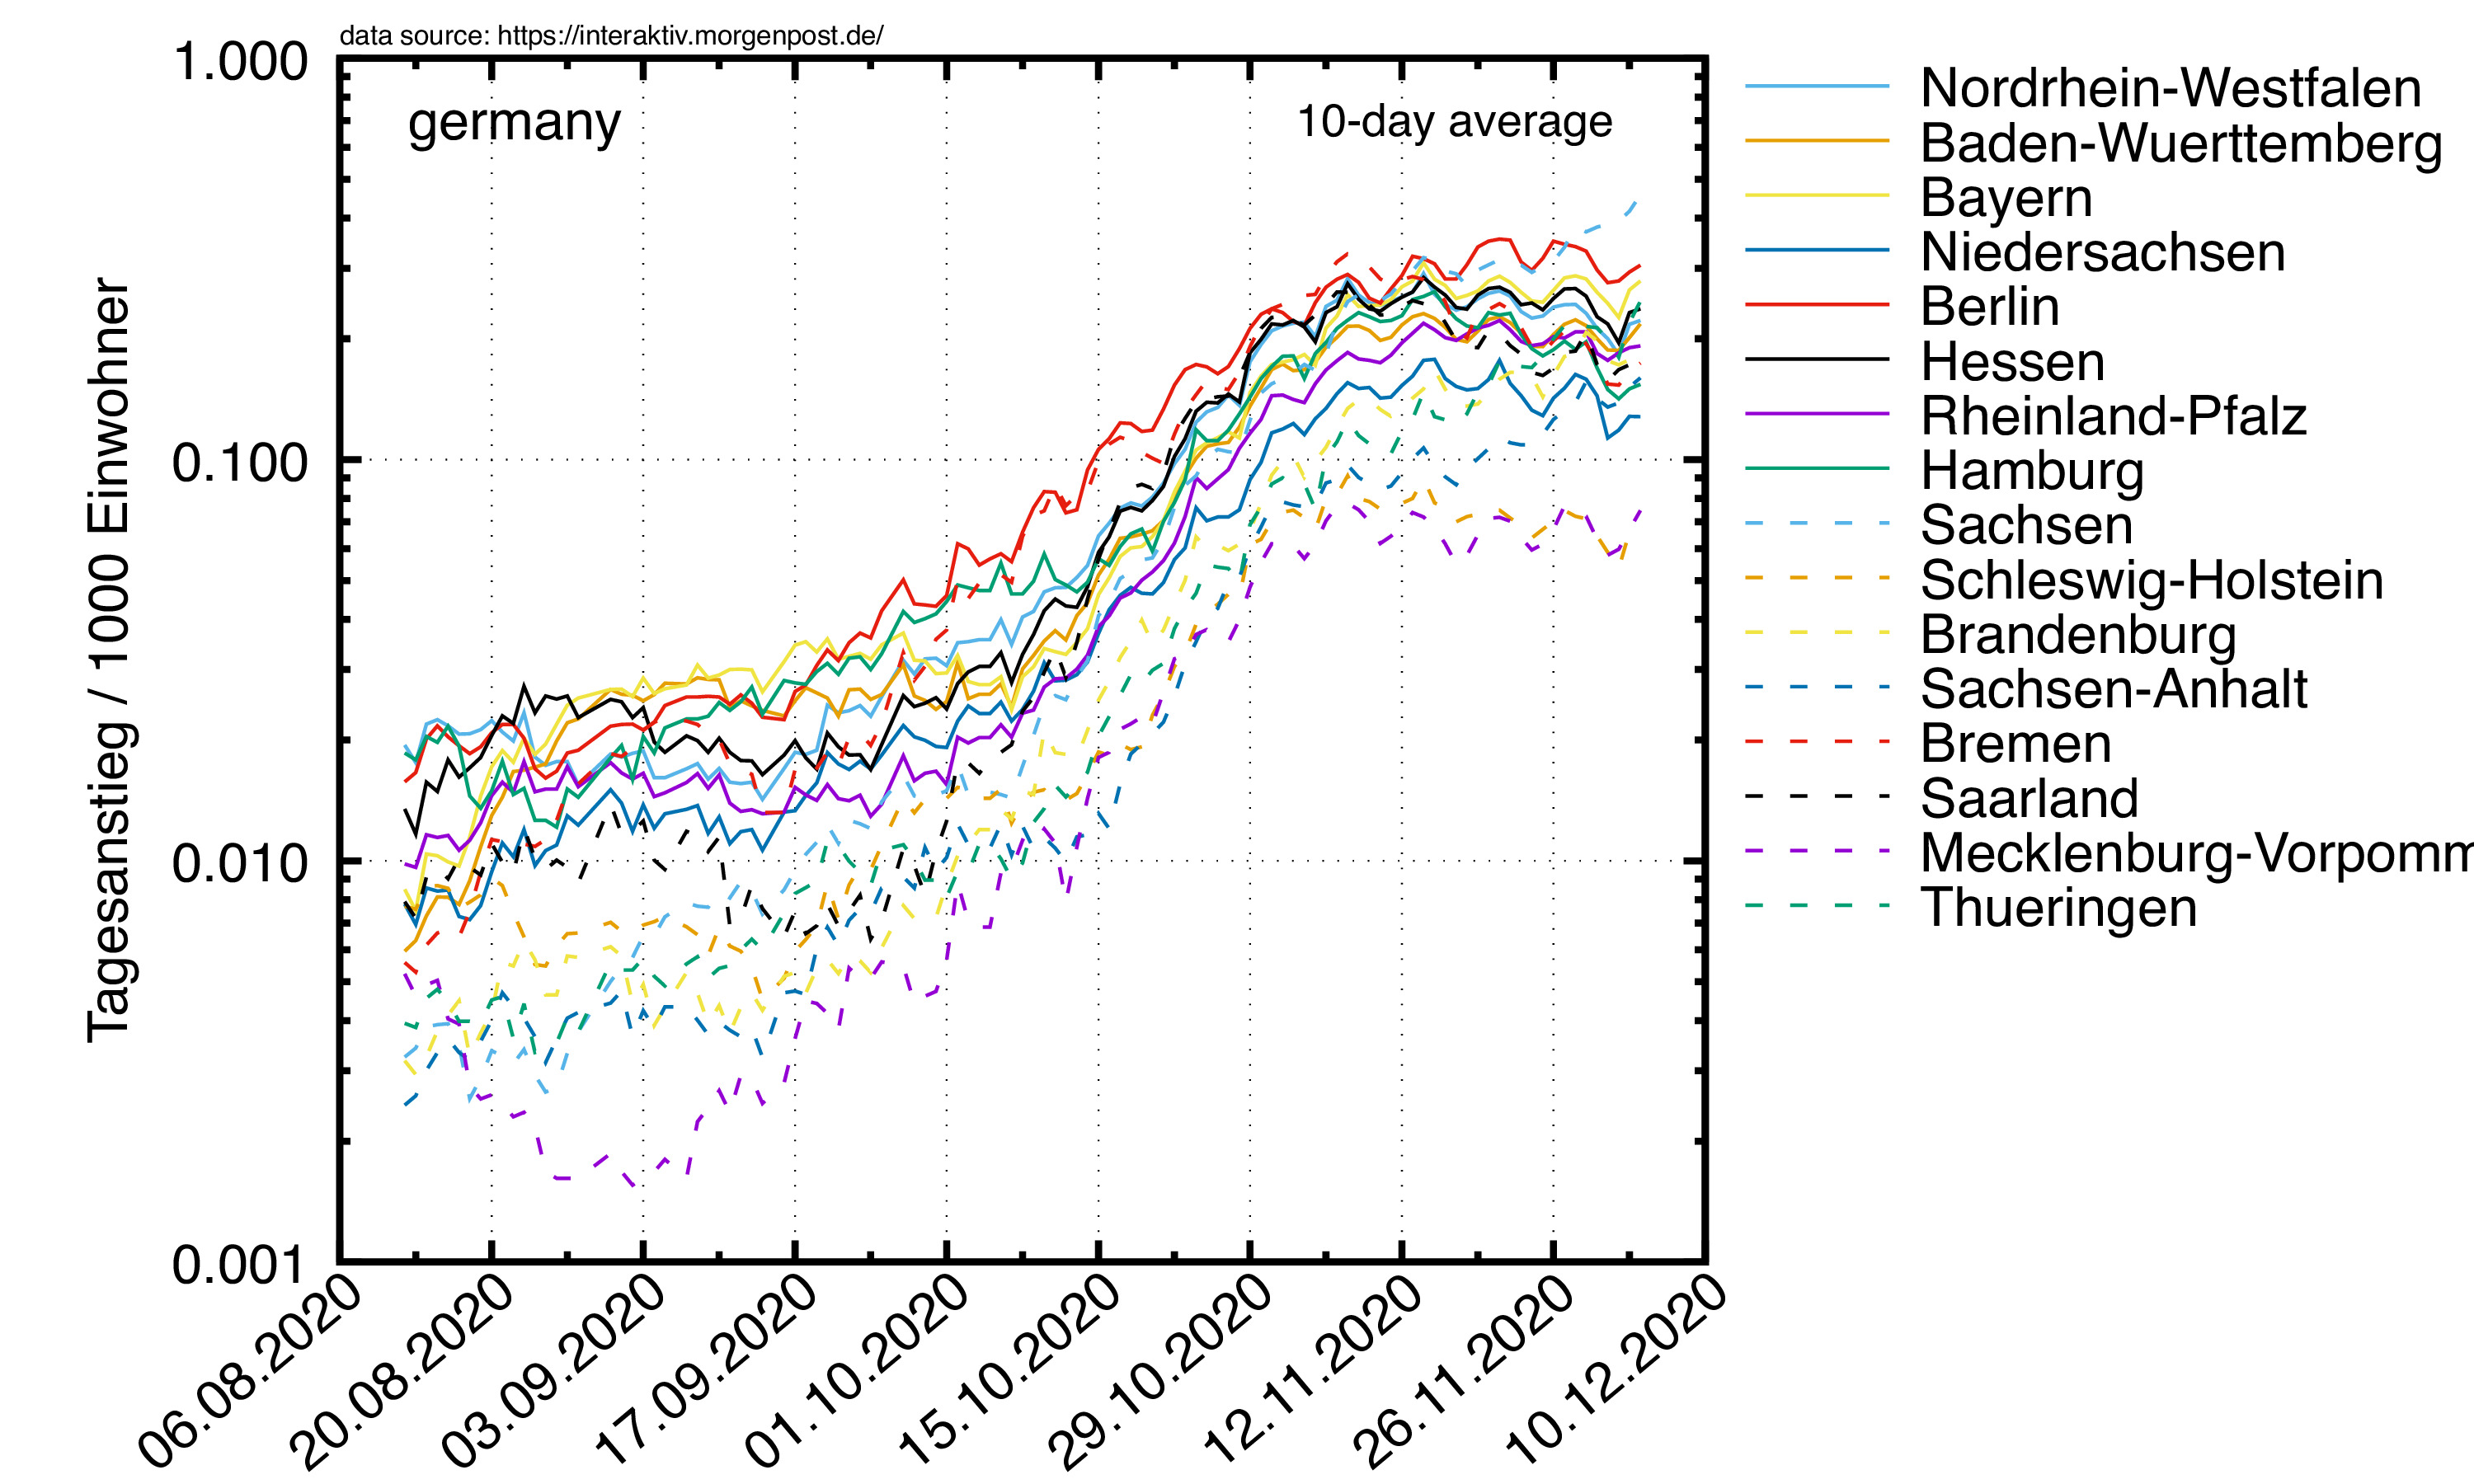 data source: https://interaktiv.morgenpost.de/
germany
10-day average
Tagesanstieg / 1000 Einwohner
1.000
0.100
0.010
0.001
06.08.2020
20.08.2020
03.09.2020
17.09.2020
01.10.2020
15.10.2020
29.10.2020
12.11.2020
26.11.2020
10.12.2020
Nordrhein-Westfalen
Baden-Wuerttemberg
Bayern
Niedersachsen
Berlin
Hessen
Rheinland-Pfalz
Hamburg
Sachsen
Schleswig-Holstein
Brandenburg
Sachsen-Anhalt
Bremen
Saarland
Mecklenburg-Vorpomm
Thueringen